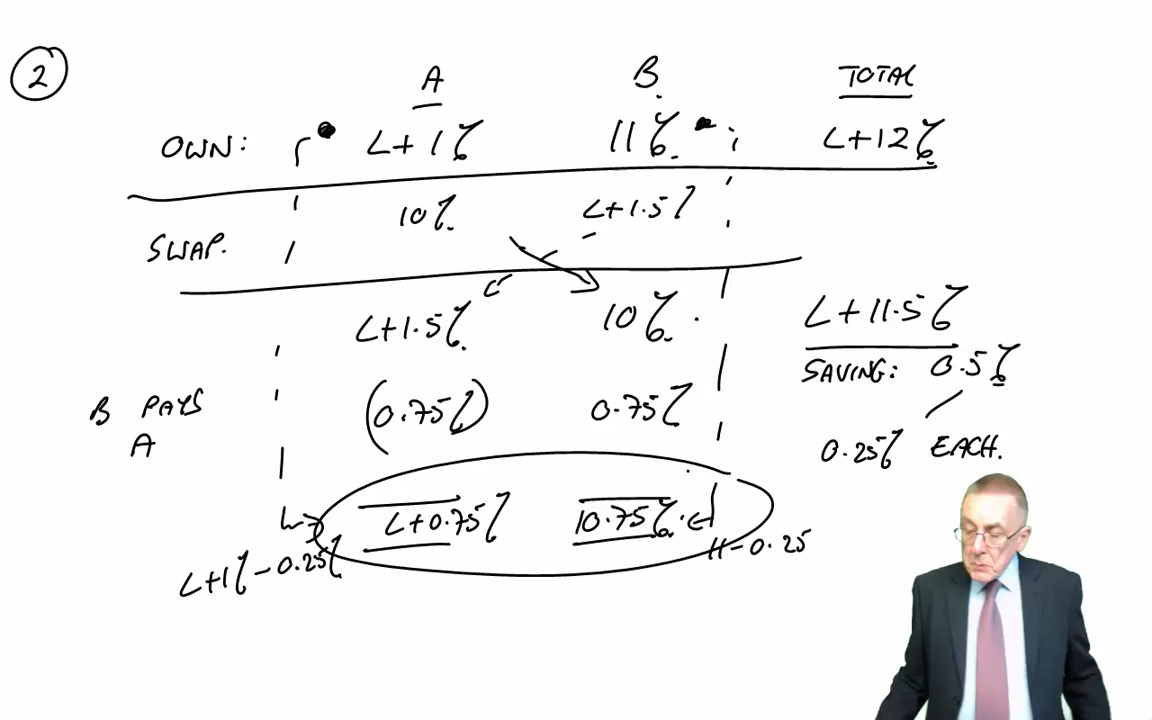 2
A B TOTAL
OWN: L+1% 11% L+12%
10% L+1.5%
SWAP.
L+1.5% 10% L+11.5%
SAVING: 0.5%
B PAYS A (0.75%) 0.75%
0.25% EACH.
L+0.75% 10.75%
L+1%-0.25% 11-0.25